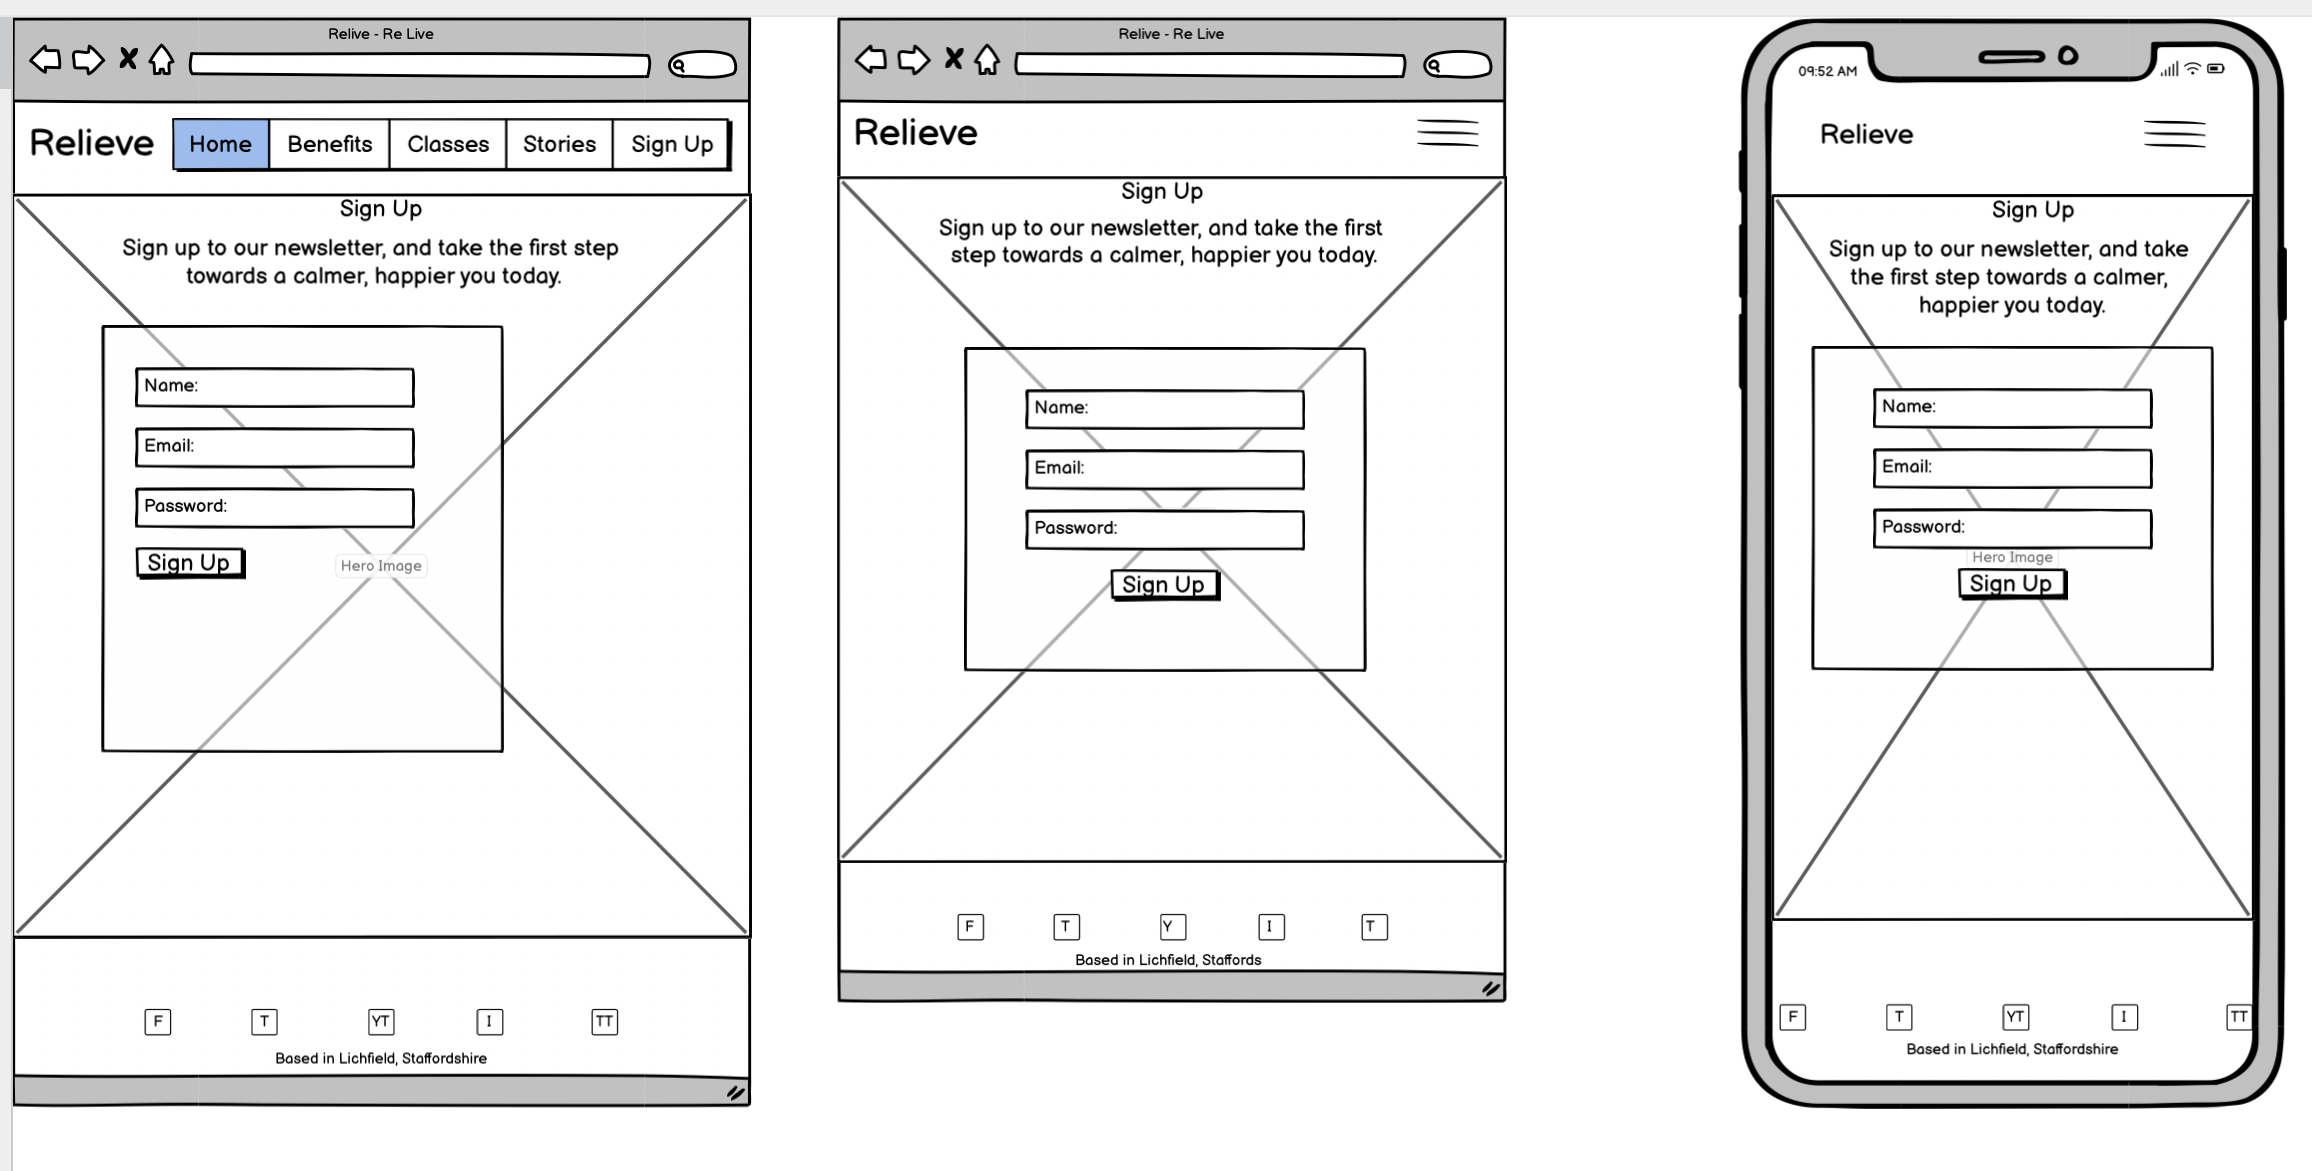 Relive - Re Live
Relieve
Home
Benefits
Classes
Stories
Sign Up
Sign Up
Sign up to our newsletter, and take the first step
towards a calmer, happier you today.
Name:
Email:
Password:
Sign Up
Hero Image
F
T
YT
I
TT
Based in Lichfield, Staffordshire
Relive - Re Live
Relieve
Sign Up
Sign up to our newsletter, and take the first
step towards a calmer, happier you today.
Name:
Email:
Password:
Sign Up
F
T
Y
I
T
Based in Lichfield, Staffords
09:52 AM
Relieve
Sign Up
Sign up to our newsletter, and take
the first step towards a calmer,
happier you today.
Name:
Email:
Password:
Hero Image
Sign Up
F
T
YT
I
TT
Based in Lichfield, Staffordshire